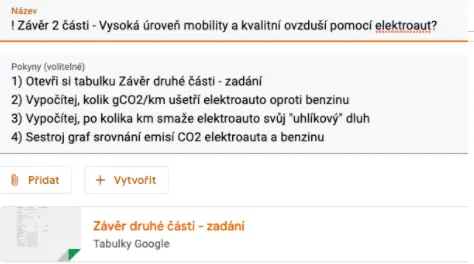 Název
! Závěr 2 části - Vysoká úroveň mobility a kvalitní ovzduší pomocí elektroaut?
Pokyny (volitelné)
1) Otevři si tabulku Závěr druhé části - zadání
2) Vypočítej, kolik gCO2/km ušetří elektroauto oproti benzinu
3) Vypočítej, po kolika km smaže elektroauto svůj "uhlíkový" dluh
4) Sestroj graf srovnání emisí CO2 elektroauta a benzinu
Přidat
Vytvořit
Závěr druhé části - zadání
Tabulky Google